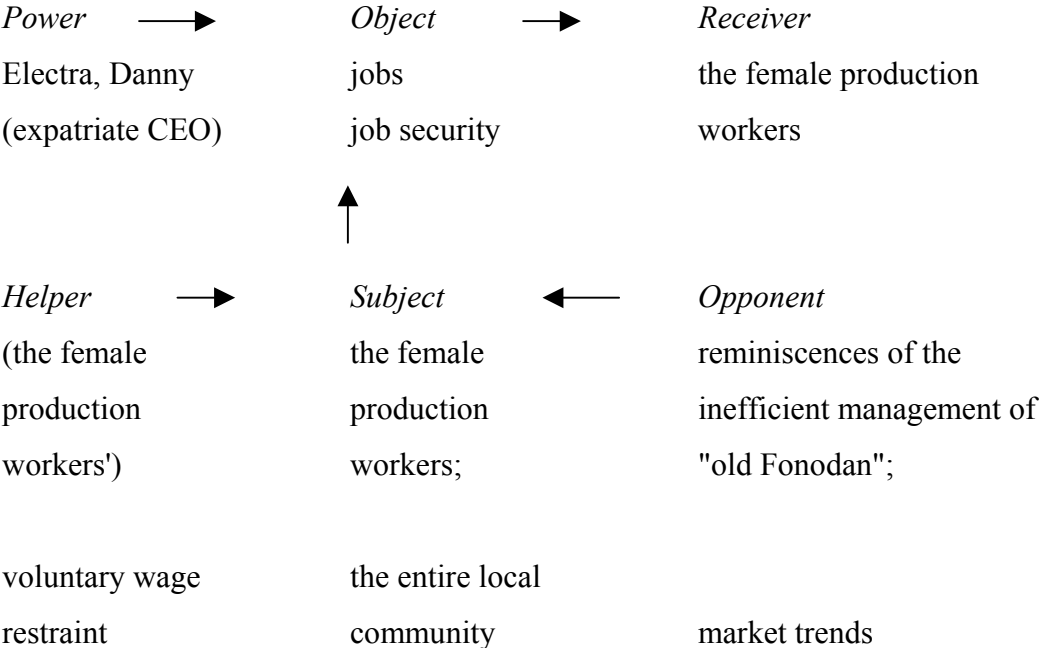 Power Object Receiver
Electra, Danny jobs the female production
(expatriate CEO) job security workers
Helper Subject Opponent
(the female the female reminiscences of the
production production inefficient management of
workers') workers; "old Fonodan";
voluntary wage the entire local
restraint community market trends